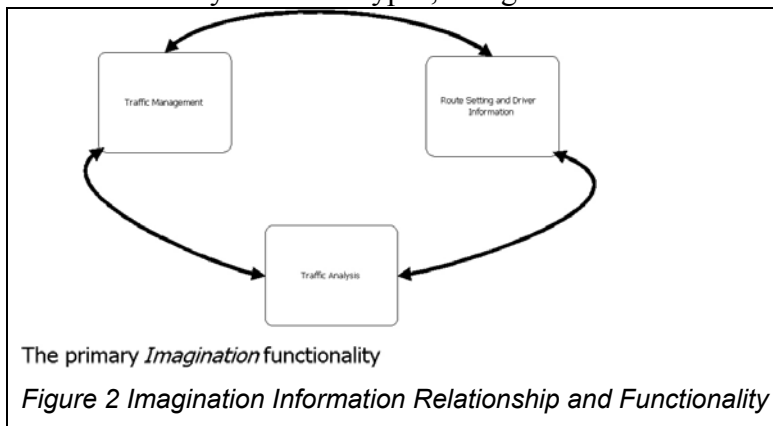 Traffic Management
Route Setting and Driver
Information
Traffic Analysis
The primary Imagination functionality
Figure 2 Imagination Information Relationship and Functionality